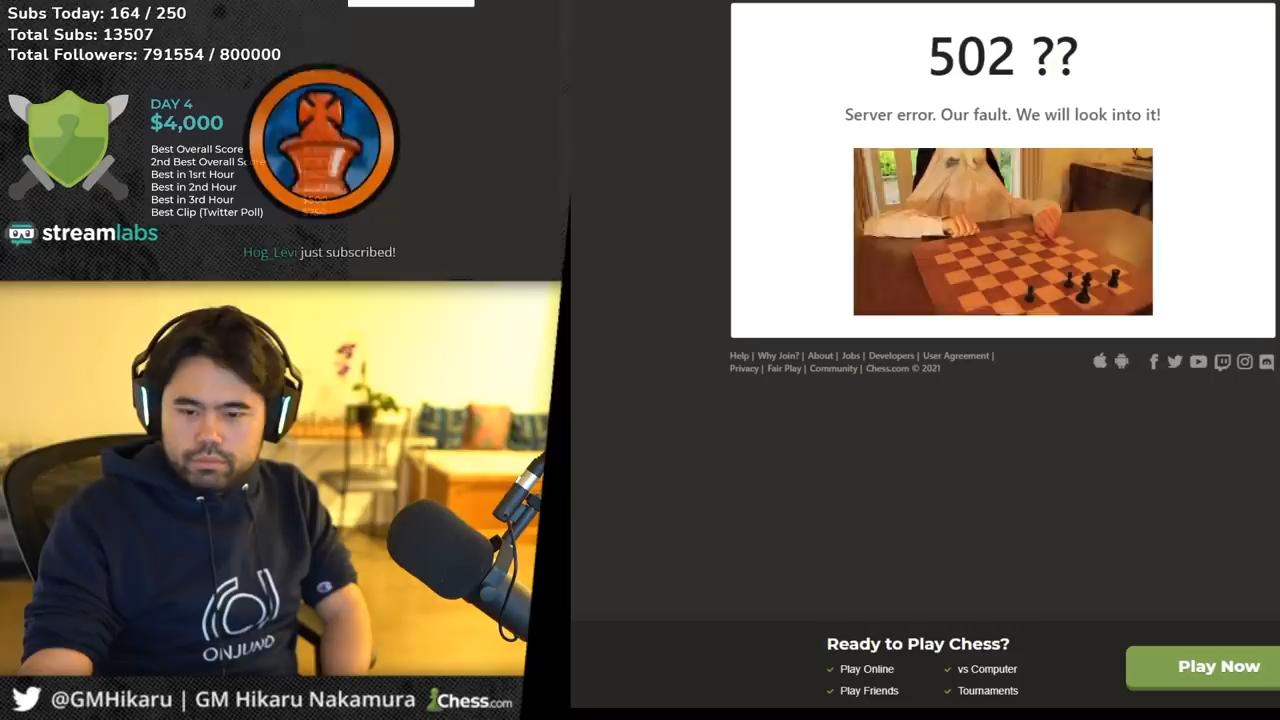 Subs Today: 164 / 250
Total Subs: 13507
Total Followers: 791554 / 800000
DAY 4
$4,000
Best Overall Score
2nd Best Overall Score
Best in 1srt Hour
Best in 2nd Hour
Best in 3rd Hour
Best Clip (Twitter Poll)
$500
$750
streamlabs
Hog_Levi just subscribed!
502 ??
Server error. Our fault. We will look into it!
Help | Why Join? | About | Jobs | Developers | User Agreement |
Privacy | Fair Play | Community | Chess.com © 2021
ONJUNO
Ready to Play Chess?
Play Online
vs Computer
Play Friends
Tournaments
Play Now
@GMHikaru | GM Hikaru Nakamura
Chess.com